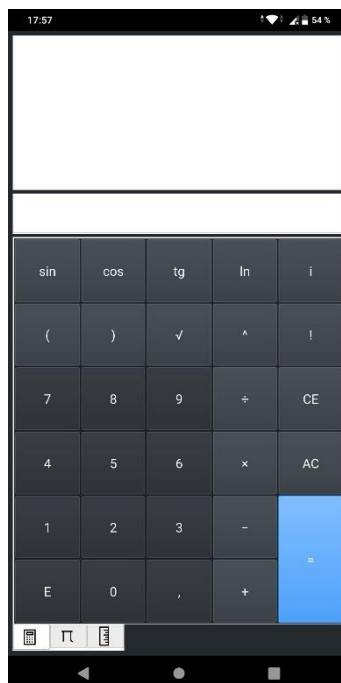 17:57 54 %
sin cos tg ln i
( ) √ ^ !
7 8 9 ÷ CE
4 5 6 × AC
1 2 3 −
=
E 0 , +
π